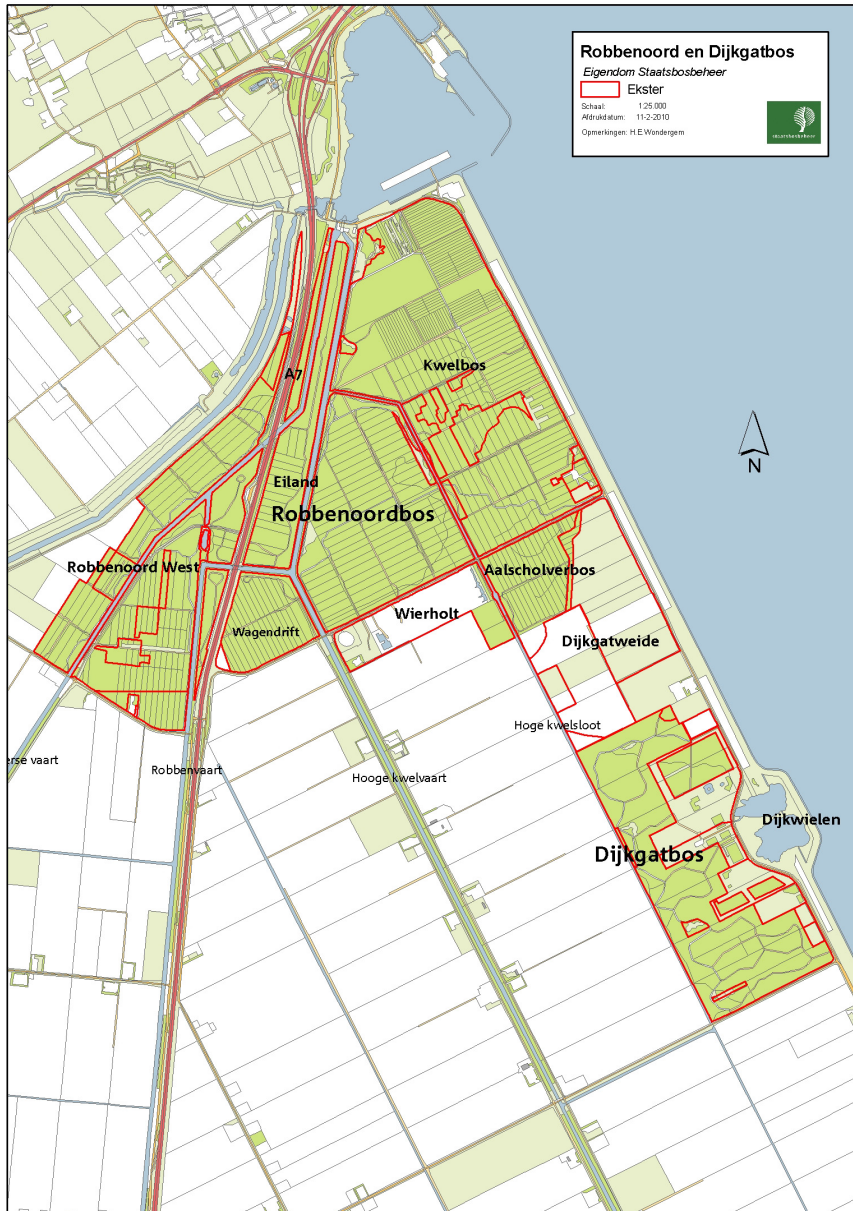 Robbenoord en Dijkgatbos
Eigendom Staatsbosbeheer
Ekster
Schaal: 1:25.000
Afdrukdatum: 11-2-2010
Opmerkingen: H.E.Wondergem
staatsbosbeheer
Kwelbos
A7
Eiland
Robbenoordbos
Robbenoord West
Aalscholverbos
Wierholt
Wagendrift
Dijkgatweide
Hoge kwelsloot
erse vaart
Robbenvaart
Hooge kwelvaart
Dijkwielen
Dijkgatbos
N